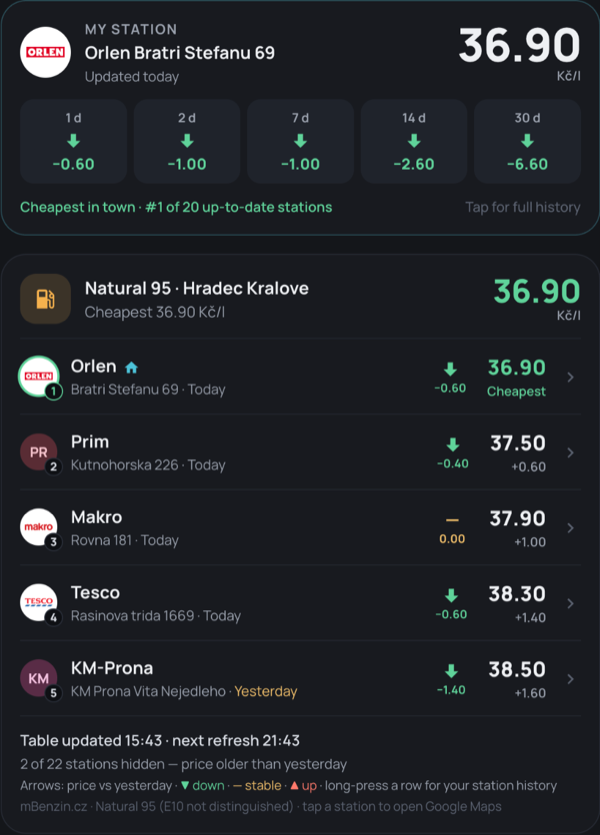 MY STATION
ORLEN
Orlen Bratri Stefanu 69
Updated today
36.90
Kč/l
1 d
2 d
7 d
14 d
30 d
−0.60
−1.00
−1.00
−2.60
−6.60
Cheapest in town · #1 of 20 up-to-date stations
Tap for full history
Natural 95 · Hradec Kralove
Cheapest 36.90 Kč/l
36.90
Kč/l
ORLEN
1
Orlen
Bratri Stefanu 69 · Today
−0.60
36.90
Cheapest
PR
2
Prim
Kutnohorska 226 · Today
−0.40
37.50
+0.60
makro
3
Makro
Rovna 181 · Today
0.00
37.90
+1.00
TESCO
4
Tesco
Rasinova trida 1669 · Today
−0.60
38.30
+1.40
KM
5
KM-Prona
KM Prona Vita Nejedleho · Yesterday
−1.40
38.50
+1.60
Table updated 15:43 · next refresh 21:43
2 of 22 stations hidden — price older than yesterday
Arrows: price vs yesterday · ▼ down · — stable · ▲ up · long-press a row for your station history
mBenzin.cz · Natural 95 (E10 not distinguished) · tap a station to open Google Maps